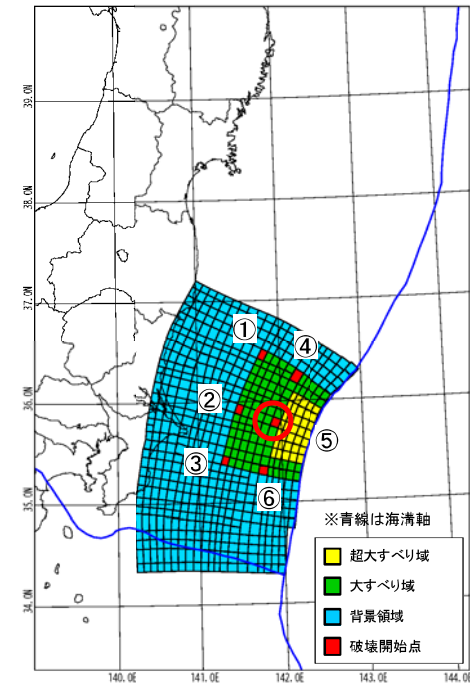 39.0N
38.0N
37.0N
①
④
36.0N
②
⑤
③
⑥
35.0N
※青線は海溝軸
超大すべり域
大すべり域
背景領域
破壊開始点
34.0N
140.0E 141.0E 142.0E 143.0E 144.0E